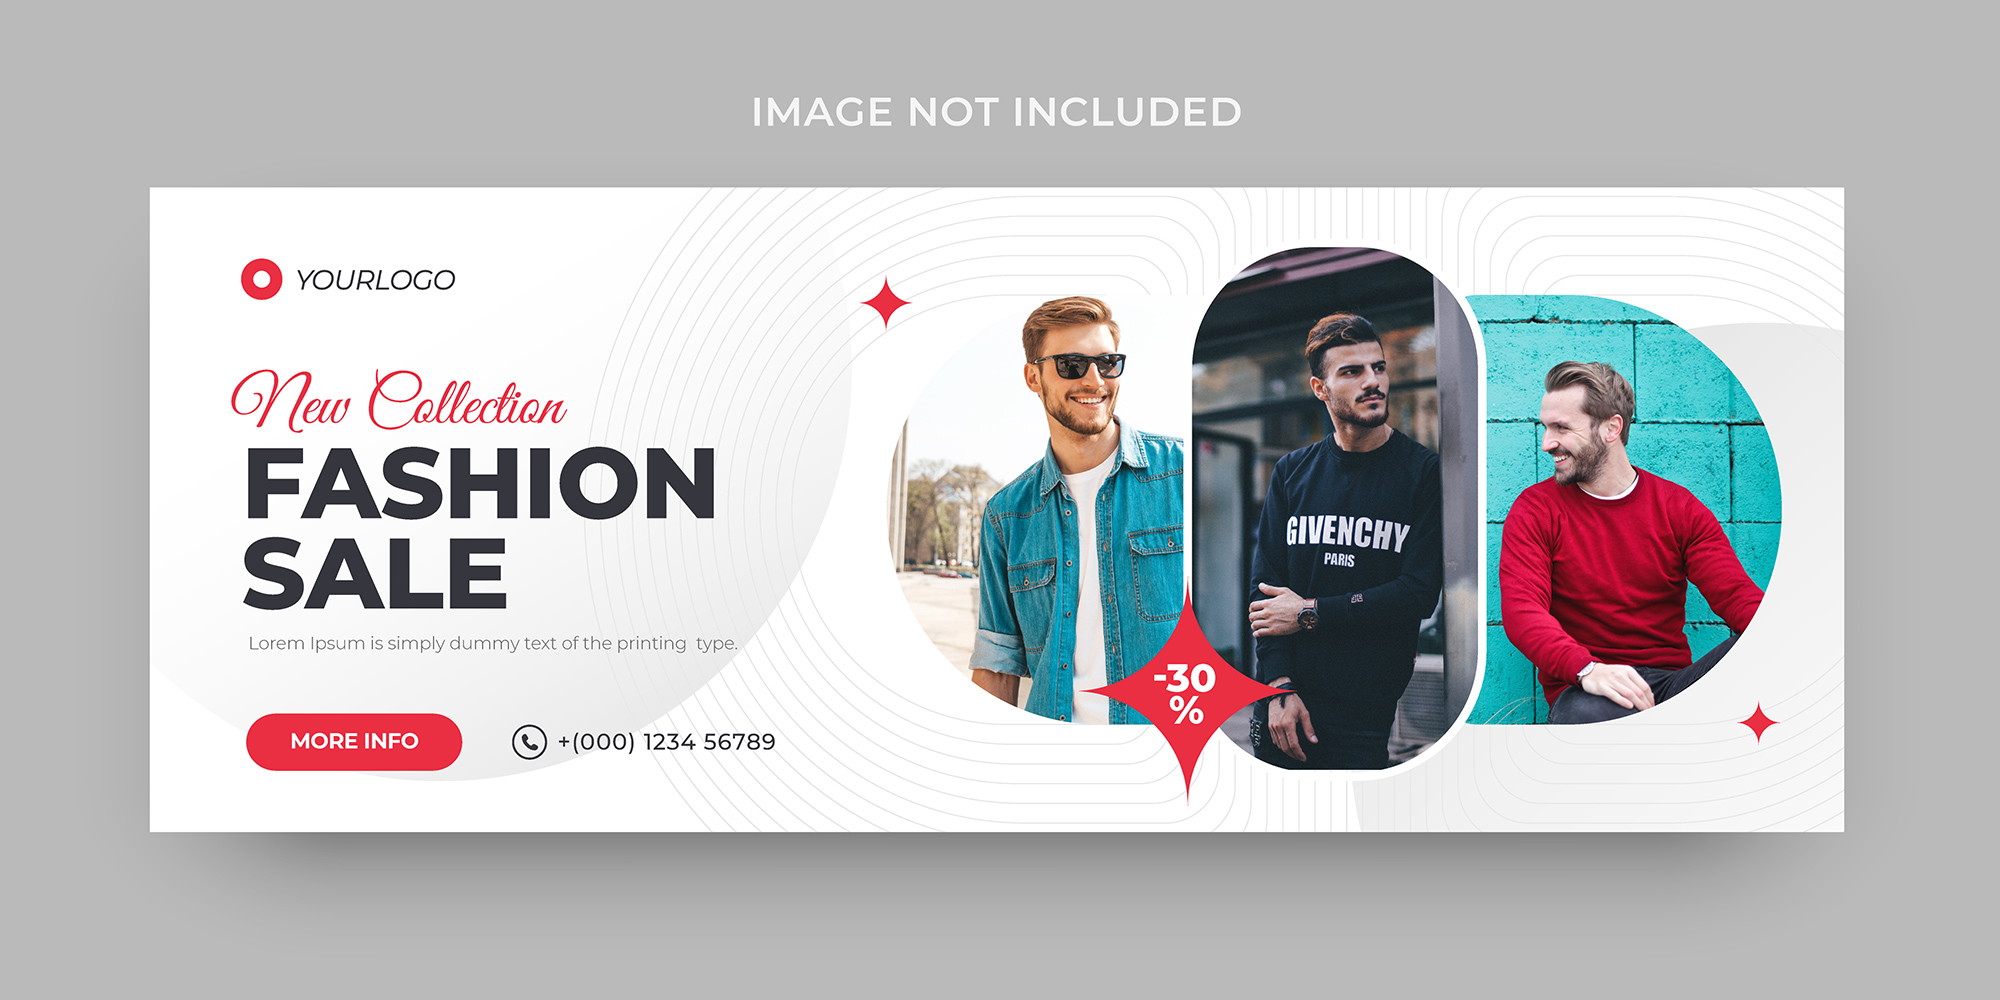 IMAGE NOT INCLUDED
YOURLOGO
New Collection
FASHION
SALE
Lorem Ipsum is simply dummy text of the printing type.
MORE INFO
+(000) 1234 56789
GIVENCHY
PARIS
-30
%